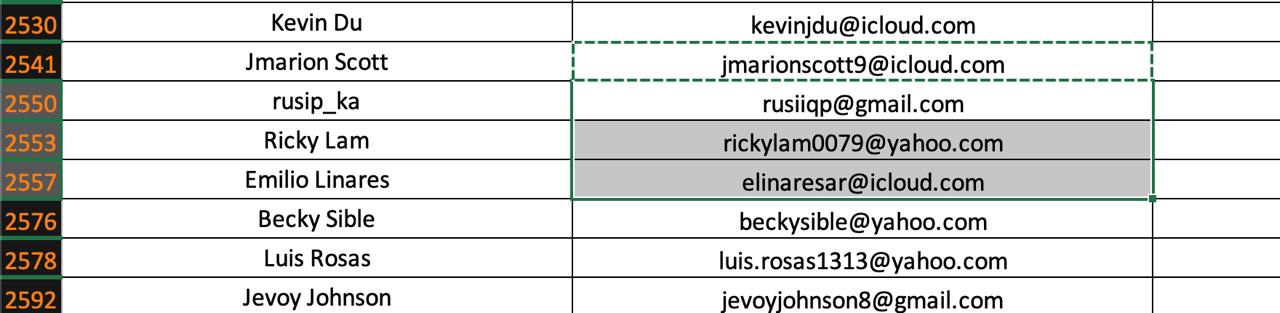 2530 Kevin Du kevinjdu@icloud.com
2541 Jmarion Scott jmarionscott9@icloud.com
2550 rusip_ka rusiiqp@gmail.com
2553 Ricky Lam rickylam0079@yahoo.com
2557 Emilio Linares elinaresar@icloud.com
2576 Becky Sible beckysible@yahoo.com
2578 Luis Rosas luis.rosas1313@yahoo.com
2592 Jevoy Johnson jevoyjohnson8@gmail.com